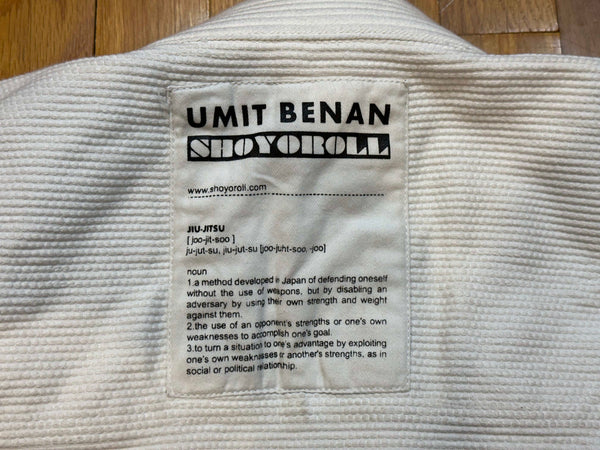 UMIT BENAN
SHOYOROLL
www.shoyoroll.com
JIU-JITSU
[ joo-jit-soo ]
ju-jut-su, jiu-jut-su [joo-juht-soo, -joo]
noun
1.a method developed in Japan of defending oneself
without the use of weapons, but by disabling an
adversary by using their own strength and weight
against them.
2.the use of an opponent's strengths or one's own
weaknesses to accomplish one's goal.
3.to turn a situation to one's advantage by exploiting
one's own weaknesses or another's strengths, as in
social or political relationship.